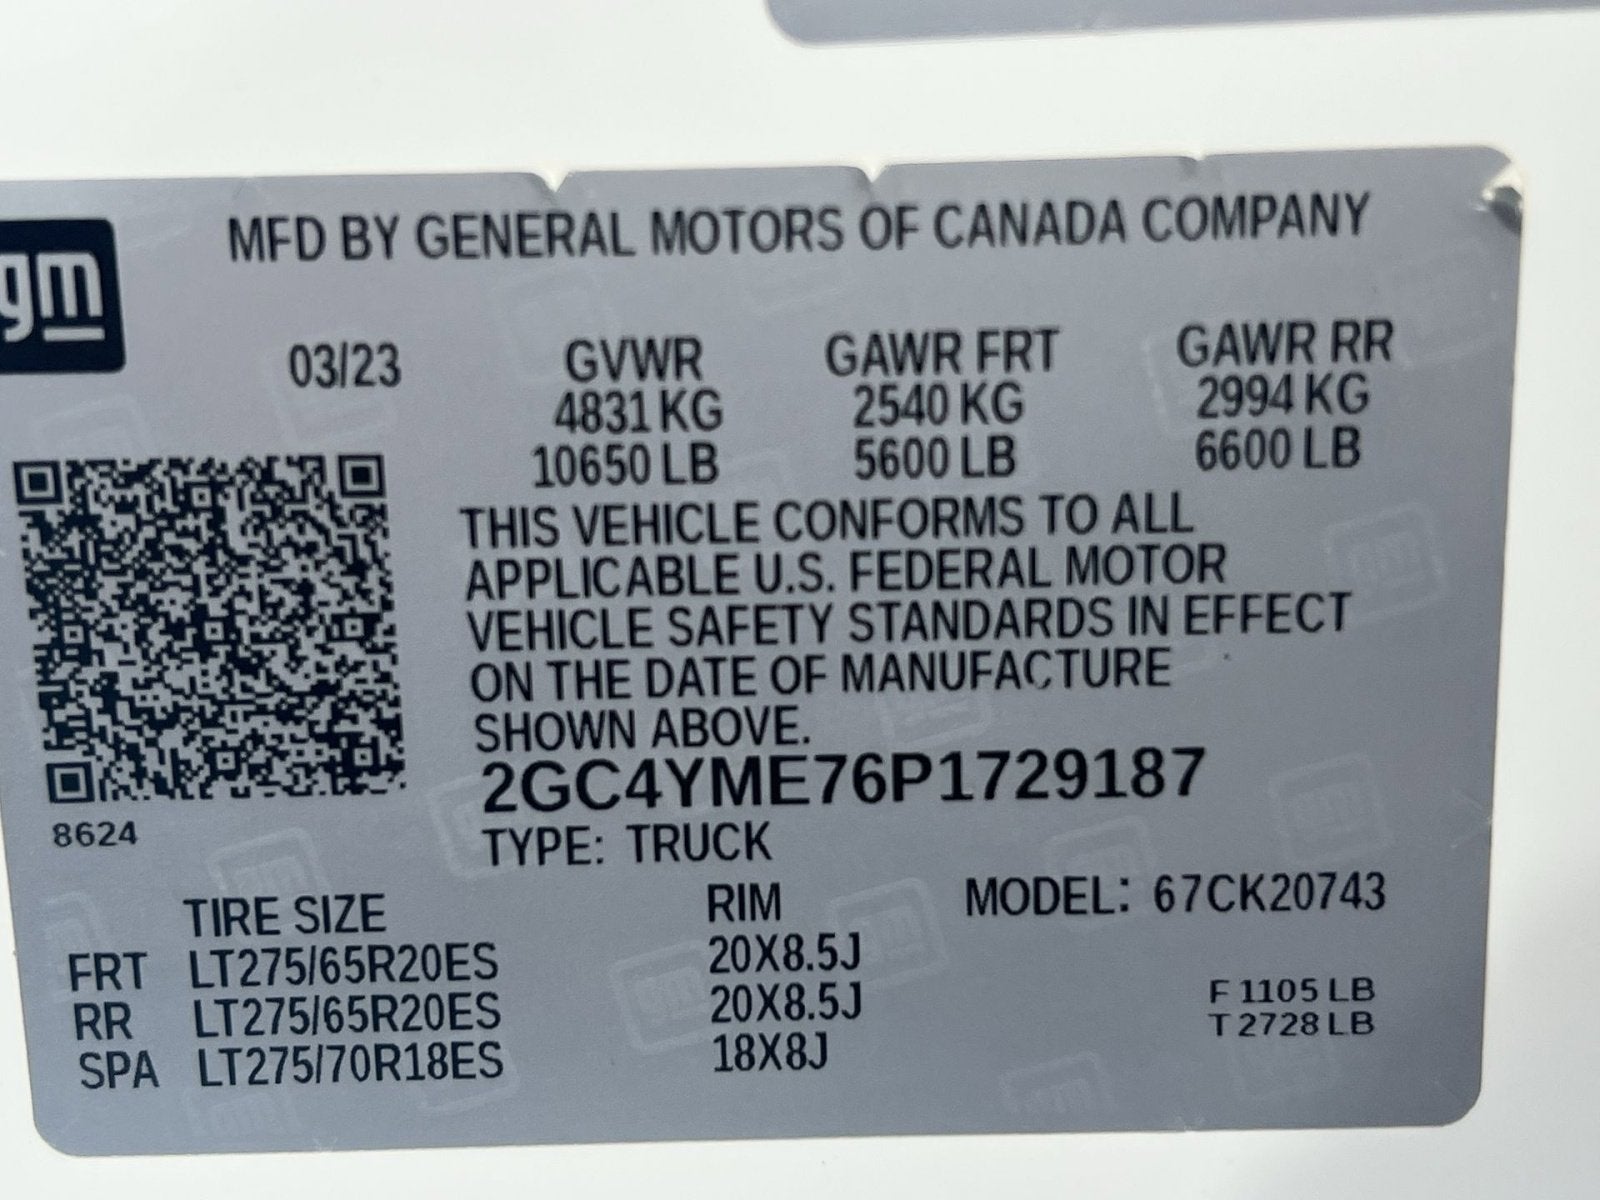 MFD BY GENERAL MOTORS OF CANADA COMPANY
gm
03/23 GVWR GAWR FRT GAWR RR
4831 KG 2540 KG 2994 KG
10650 LB 5600 LB 6600 LB
THIS VEHICLE CONFORMS TO ALL
APPLICABLE U.S. FEDERAL MOTOR
VEHICLE SAFETY STANDARDS IN EFFECT
ON THE DATE OF MANUFACTURE
SHOWN ABOVE.
2GC4YME76P1729187
8624
TYPE: TRUCK
TIRE SIZE RIM MODEL: 67CK20743
FRT LT275/65R20ES 20X8.5J
RR LT275/65R20ES 20X8.5J F 1105 LB
SPA LT275/70R18ES 18X8J T 2728 LB